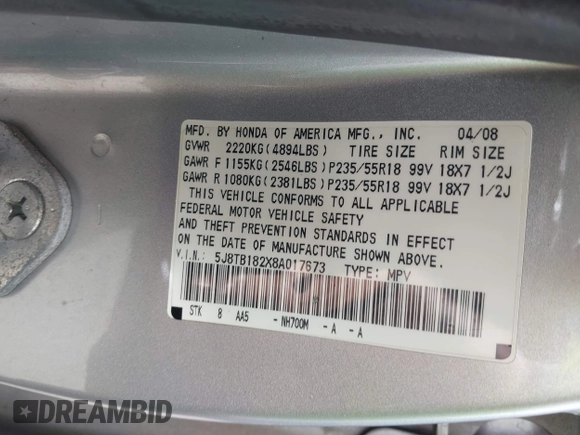 MFD. BY HONDA OF AMERICA MFG., INC. 04/08
GVWR 2220KG(4894LBS) TIRE SIZE RIM SIZE
GAWR F 1155KG(2546LBS)P235/55R18 99V 18X7 1/2J
GAWR R 1080KG(2381LBS)P235/55R18 99V 18X7 1/2J
THIS VEHICLE CONFORMS TO ALL APPLICABLE
FEDERAL MOTOR VEHICLE SAFETY
AND THEFT PREVENTION STANDARDS IN EFFECT
ON THE DATE OF MANUFACTURE SHOWN ABOVE.
V.I.N.: 5J8TB182X8A017673 TYPE: MPV
STK 8 AA5 -NH700M -A -A
DREAMBID